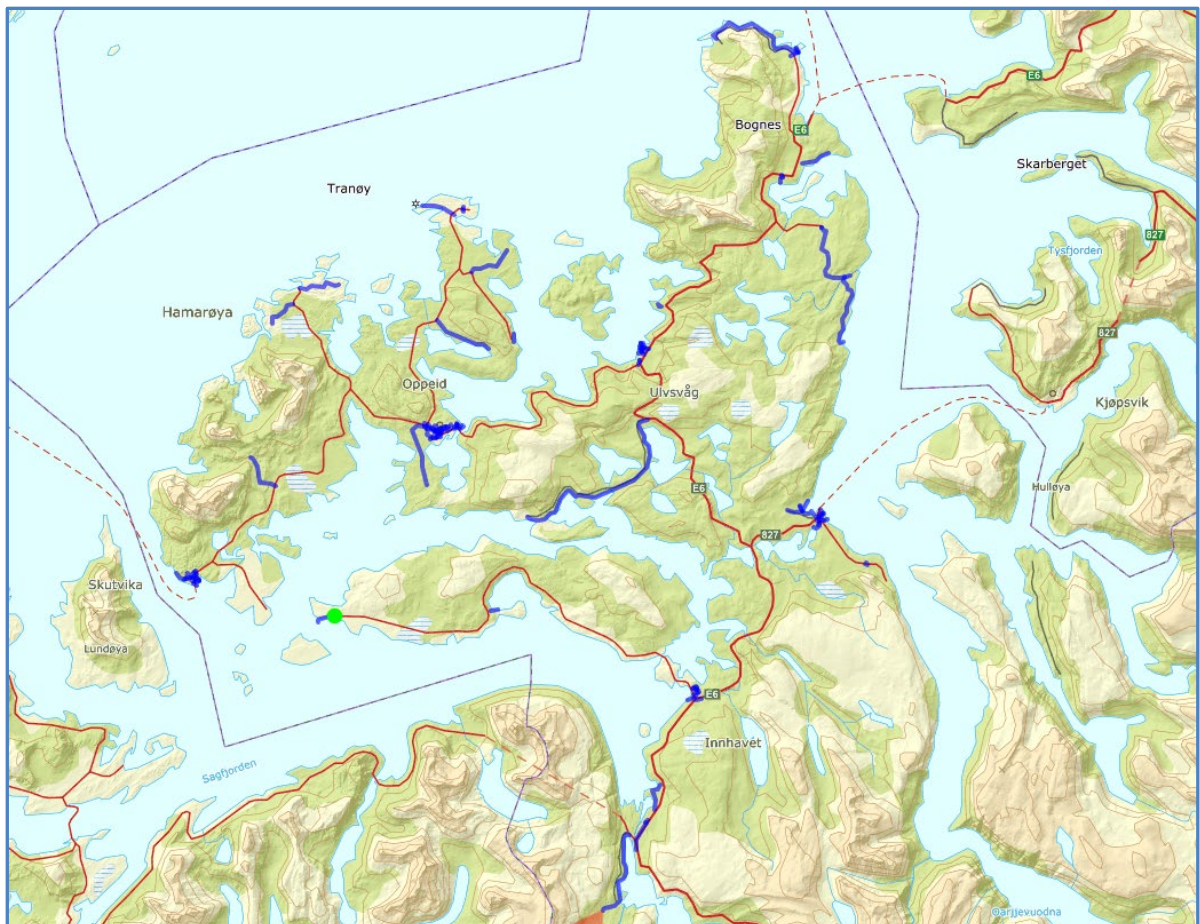 E6
Bognes
E6
Skarberget
Tranøy
827
Tysfjorden
Hamarøya
827
Oppeid
Ulvsvåg
Kjøpsvik
E6
Hulløya
827
Skutvika
Lundøya
E6
Innhavet
Sagfjorden